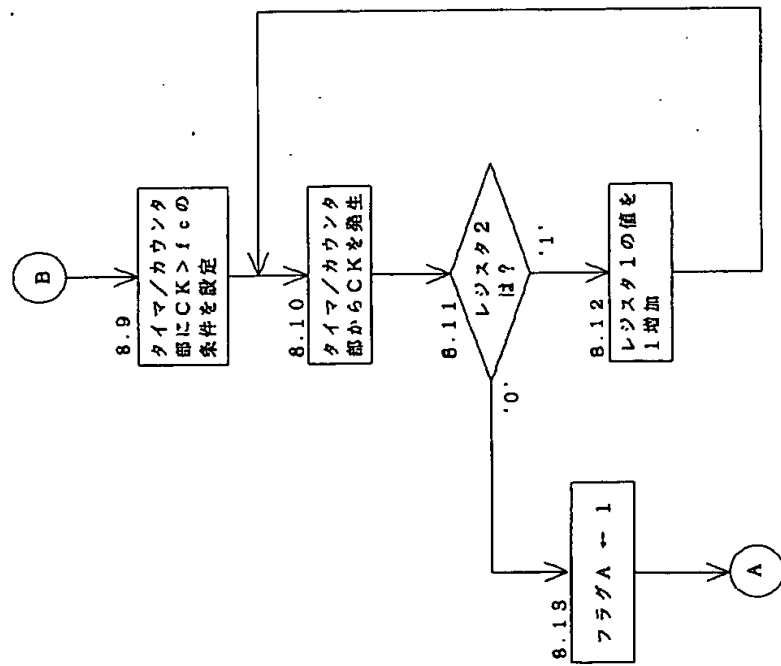 B
8.9
タイマ/カウンタ
部にCK>fcの
条件を設定
8.10
タイマ/カウンタ
部からCKを発生
8.11
レジスタ2
は?
'0'
'1'
8.12
レジスタ1の値を
1増加
8.13
フラグA ← 1
A